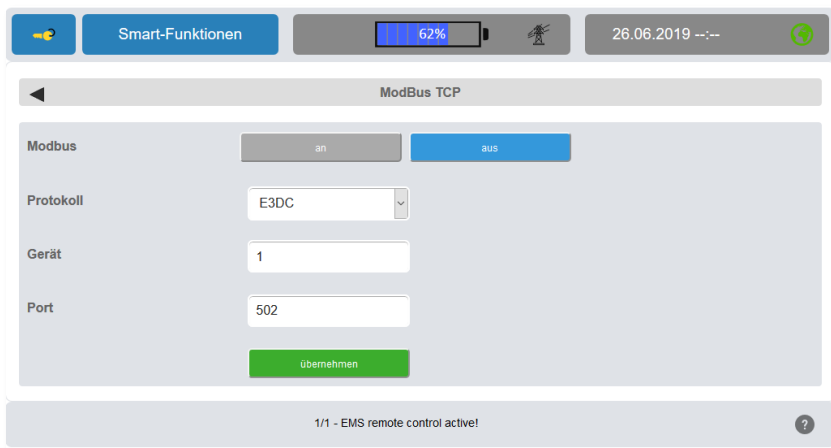 Smart-Funktionen 62% 26.06.2019 --:--
ModBus TCP
Modbus an aus
Protokoll E3DC
Gerät 1
Port 502
übernehmen
1/1 - EMS remote control active! ?